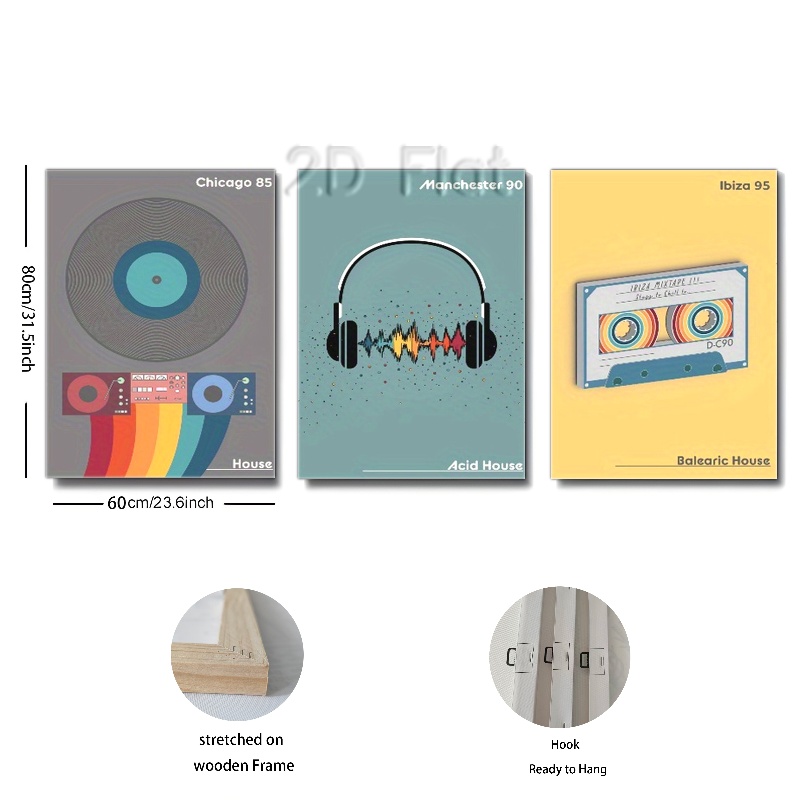 2D Flat
Chicago 85
Manchester 90
Ibiza 95
80cm/31.5inch
IBIZA MIXTAPE !!!
D-C90
House
Acid House
Balearic House
60cm/23.6inch
stretched on
wooden Frame
Hook
Ready to Hang